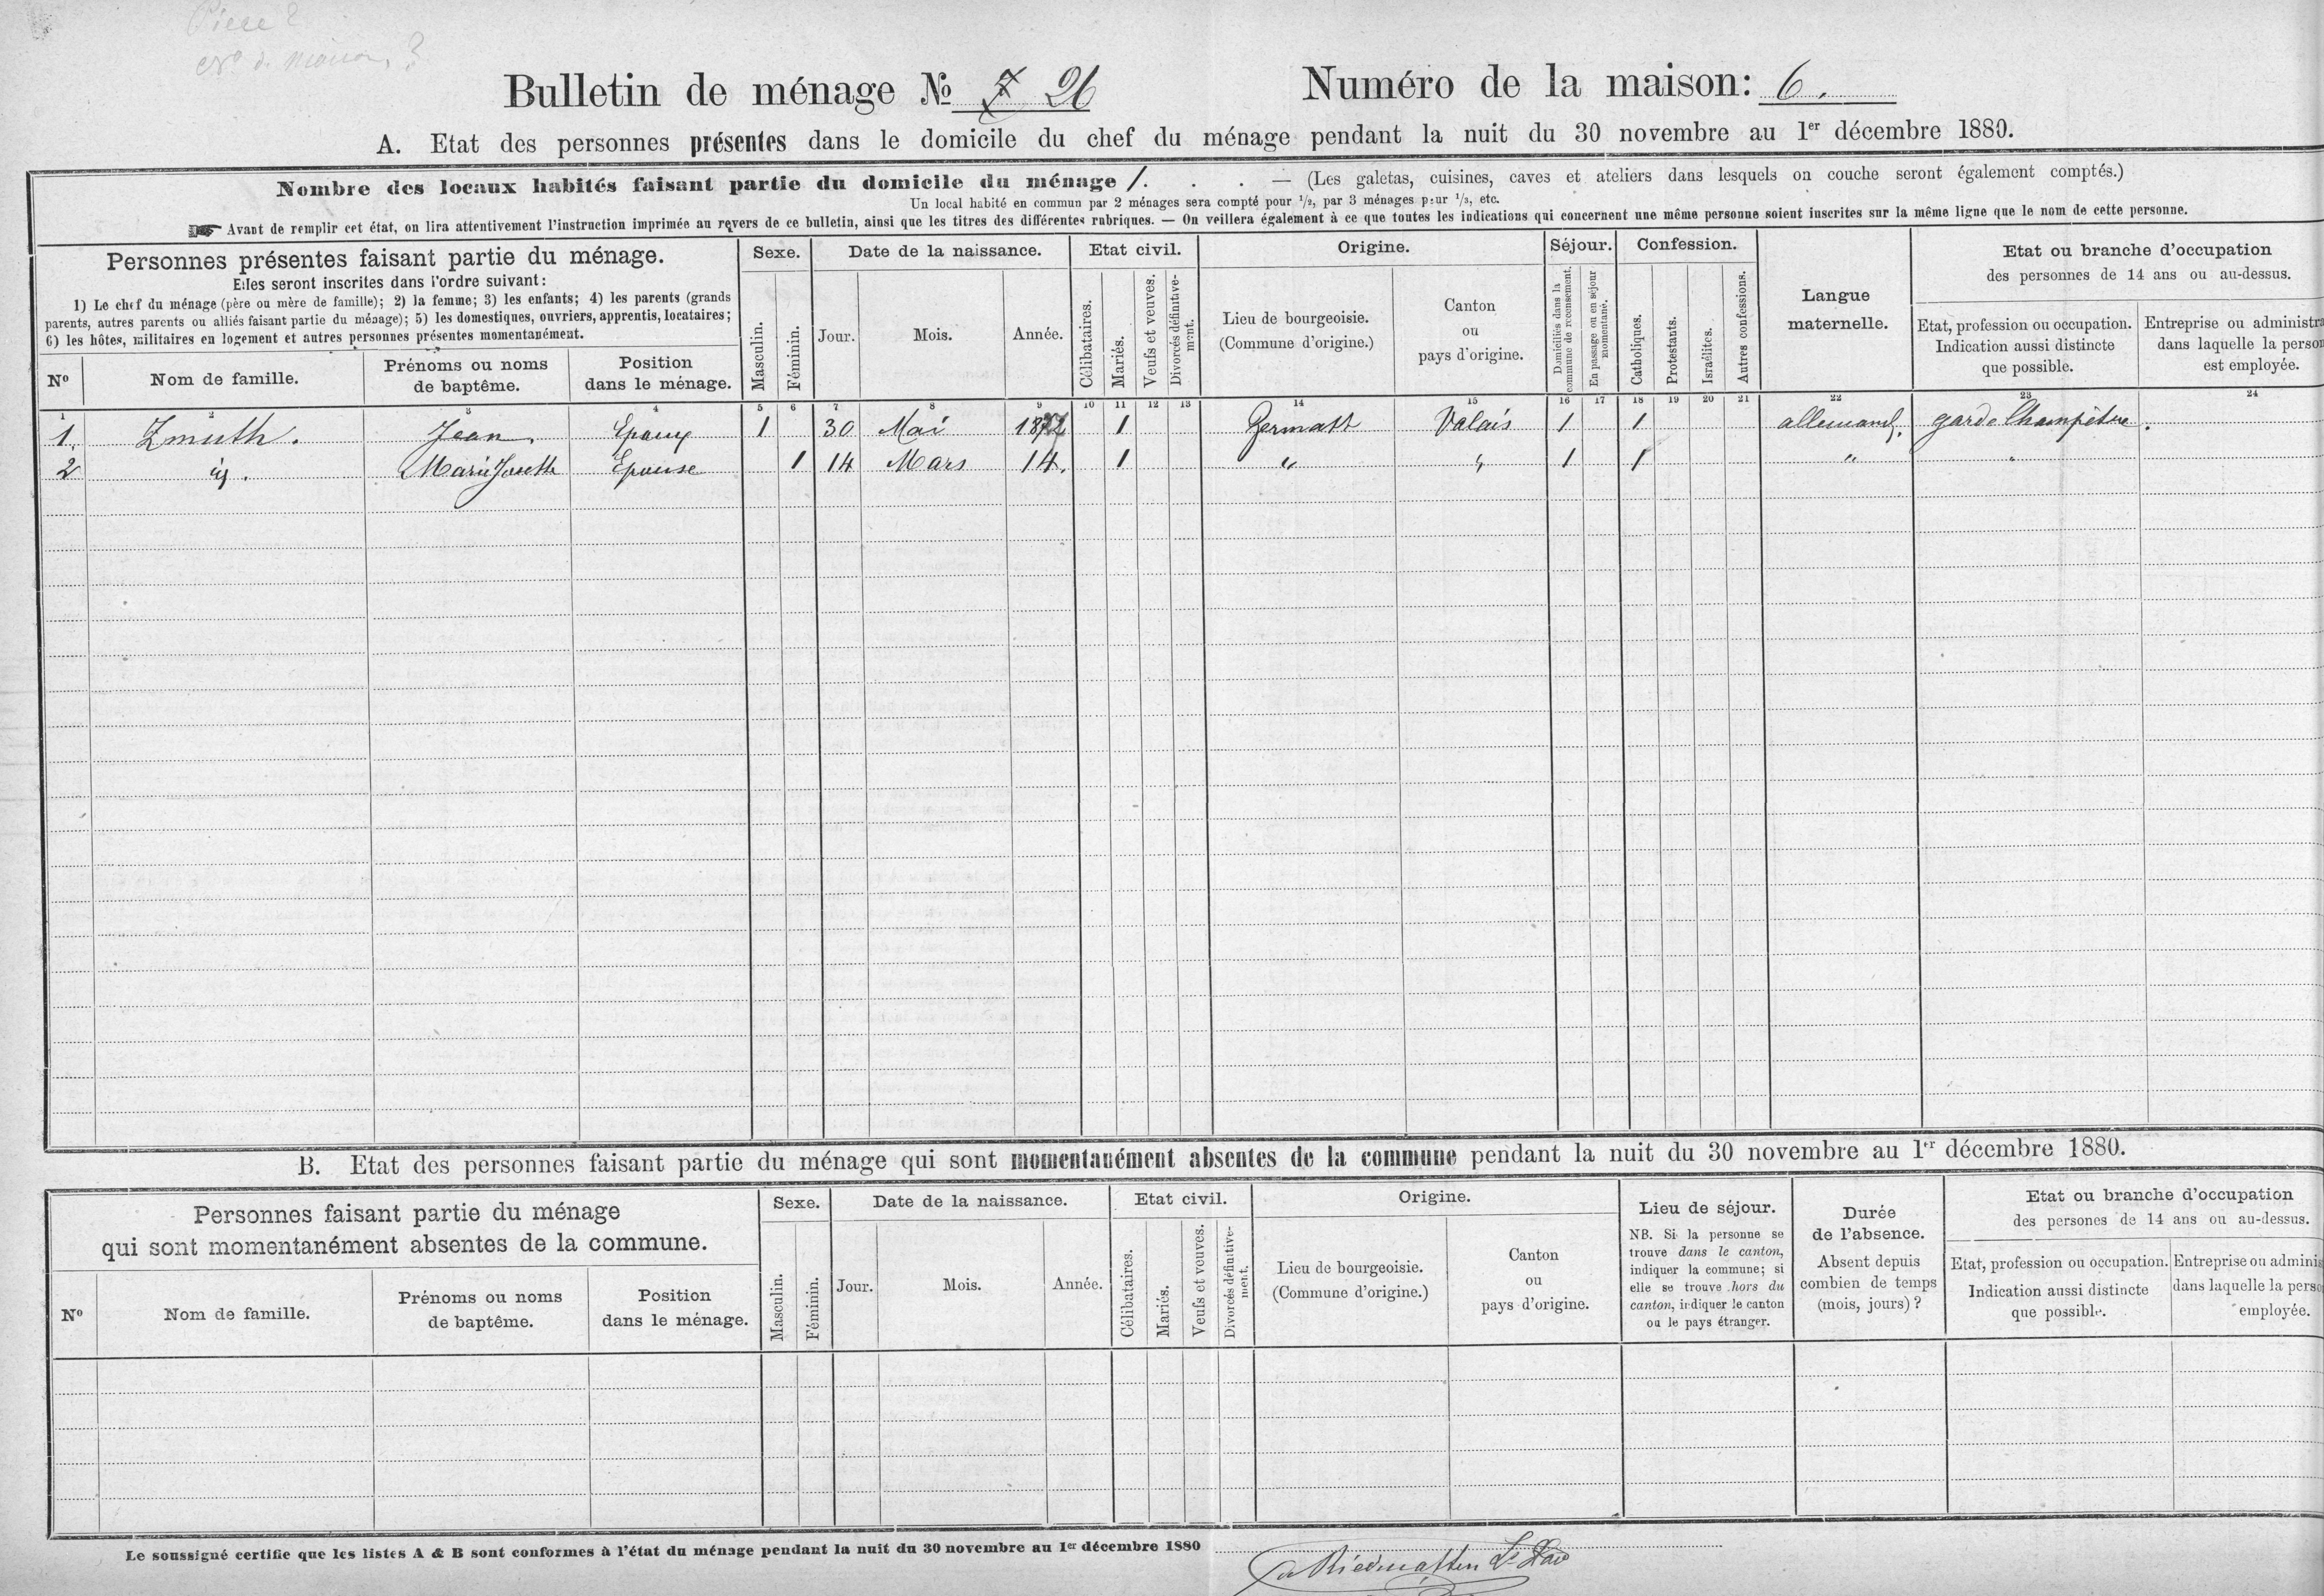 Bulletin de ménage № 26
Numéro de la maison: 6.
A. Etat des personnes présentes dans le domicile du chef du ménage pendant la nuit du 30 novembre au 1er décembre 1880.
Nombre des locaux habités faisant partie du domicile du ménage /. . . — (Les galetas, cuisines, caves et ateliers dans lesquels on couche seront également comptés.)
Un local habité en commun par 2 ménages sera compté pour 1/2, par 3 ménages pour 1/3, etc.
Avant de remplir cet état, on lira attentivement l'instruction imprimée au revers de ce bulletin, ainsi que les titres des différentes rubriques. — On veillera également à ce que toutes les indications qui concernent une même personne soient inscrites sur la même ligne que le nom de cette personne.
Personnes présentes faisant partie du ménage.
Elles seront inscrites dans l'ordre suivant:
1) Le chef du ménage (père ou mère de famille); 2) la femme; 3) les enfants; 4) les parents (grands
parents, autres parents ou alliés faisant partie du ménage); 5) les domestiques, ouvriers, apprentis, locataires;
6) les hôtes, militaires en logement et autres personnes présentes momentanément.
Nº
Nom de famille.
Prénoms ou noms
de baptême.
Position
dans le ménage.
Sexe.
Masculin.
Féminin.
Date de la naissance.
Jour.
Mois.
Année.
Etat civil.
Célibataires.
Mariés.
Veufs et veuves.
Divorcés définitive-
ment.
Origine.
Lieu de bourgeoisie.
(Commune d'origine.)
Canton
ou
pays d'origine.
Séjour.
Domiciliés dans la
commune de recensement.
En passage ou en séjour
momentané.
Confession.
Catholiques.
Protestants.
Israélites.
Autres confessions.
Langue
maternelle.
Etat ou branche d'occupation
des personnes de 14 ans ou au-dessus.
Etat, profession ou occupation.
Indication aussi distincte
que possible.
Entreprise ou administra
dans laquelle la person
est employée.
1 2 3 4 5 6 7 8 9 10 11 12 13 14 15 16 17 18 19 20 21 22 23 24
1. Zmuth. Jean Epoux 1 30 Mai 1 Zermatt Valais 1 1 allemand. garde Champêtre.
2 id. Marie Josette Epouse 1 14 Mars 14. 1 " " 1 1 " "
B. Etat des personnes faisant partie du ménage qui sont momentanément absentes de la commune pendant la nuit du 30 novembre au 1er décembre 1880.
Personnes faisant partie du ménage
qui sont momentanément absentes de la commune.
Nº
Nom de famille.
Prénoms ou noms
de baptême.
Position
dans le ménage.
Sexe.
Masculin.
Féminin.
Date de la naissance.
Jour.
Mois.
Année.
Etat civil.
Célibataires.
Mariés.
Veufs et veuves.
Divorcés définitive-
ment.
Origine.
Lieu de bourgeoisie.
(Commune d'origine.)
Canton
ou
pays d'origine.
Lieu de séjour.
NB. Si la personne se
trouve dans le canton,
indiquer la commune; si
elle se trouve hors du
canton, indiquer le canton
ou le pays étranger.
Durée
de l'absence.
Absent depuis
combien de temps
(mois, jours)?
Etat ou branche d'occupation
des persones de 14 ans ou au-dessus.
Etat, profession ou occupation.
Indication aussi distincte
que possible.
Entreprise ou adminis
dans laquelle la perso
employée.
Le soussigné certifie que les listes A & B sont conformes à l'état du ménage pendant la nuit du 30 novembre au 1er décembre 1880
Riedmatten